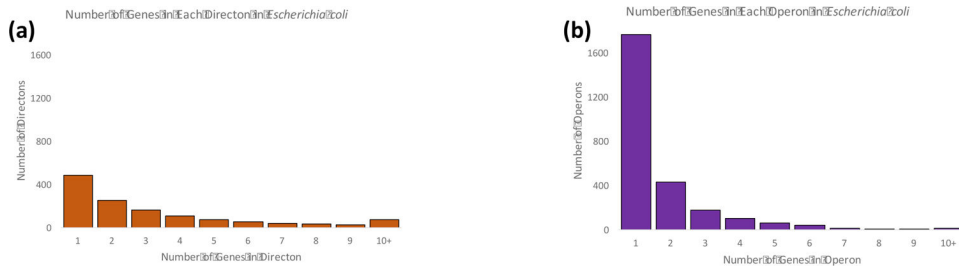 Number of Genes in Each Directon in Escherichia coli
(a)
1600
1200
800
400
0
Number of Directons
1 2 3 4 5 6 7 8 9 10+
Number of Genes in Directon
Number of Genes in Each Operon in Escherichia coli
(b)
1600
1200
800
400
0
Number of Operons
1 2 3 4 5 6 7 8 9 10+
Number of Genes in Operon